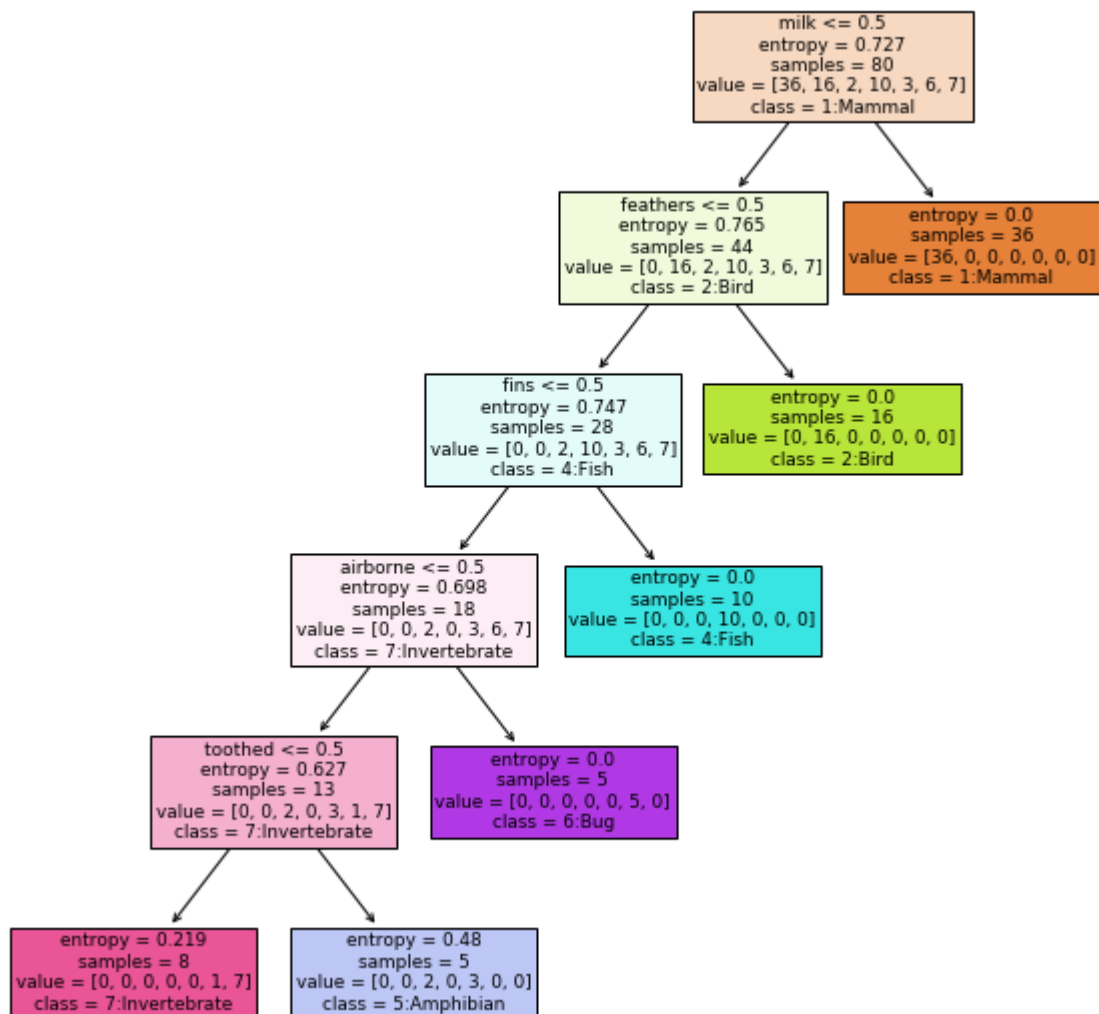 milk <= 0.5
entropy = 0.727
samples = 80
value = [36, 16, 2, 10, 3, 6, 7]
class = 1:Mammal
feathers <= 0.5
entropy = 0.765
samples = 44
value = [0, 16, 2, 10, 3, 6, 7]
class = 2:Bird
entropy = 0.0
samples = 36
value = [36, 0, 0, 0, 0, 0, 0]
class = 1:Mammal
fins <= 0.5
entropy = 0.747
samples = 28
value = [0, 0, 2, 10, 3, 6, 7]
class = 4:Fish
entropy = 0.0
samples = 16
value = [0, 16, 0, 0, 0, 0, 0]
class = 2:Bird
airborne <= 0.5
entropy = 0.698
samples = 18
value = [0, 0, 2, 0, 3, 6, 7]
class = 7:Invertebrate
entropy = 0.0
samples = 10
value = [0, 0, 0, 10, 0, 0, 0]
class = 4:Fish
toothed <= 0.5
entropy = 0.627
samples = 13
value = [0, 0, 2, 0, 3, 1, 7]
class = 7:Invertebrate
entropy = 0.0
samples = 5
value = [0, 0, 0, 0, 0, 5, 0]
class = 6:Bug
entropy = 0.219
samples = 8
value = [0, 0, 0, 0, 0, 1, 7]
class = 7:Invertebrate
entropy = 0.48
samples = 5
value = [0, 0, 2, 0, 3, 0, 0]
class = 5:Amphibian